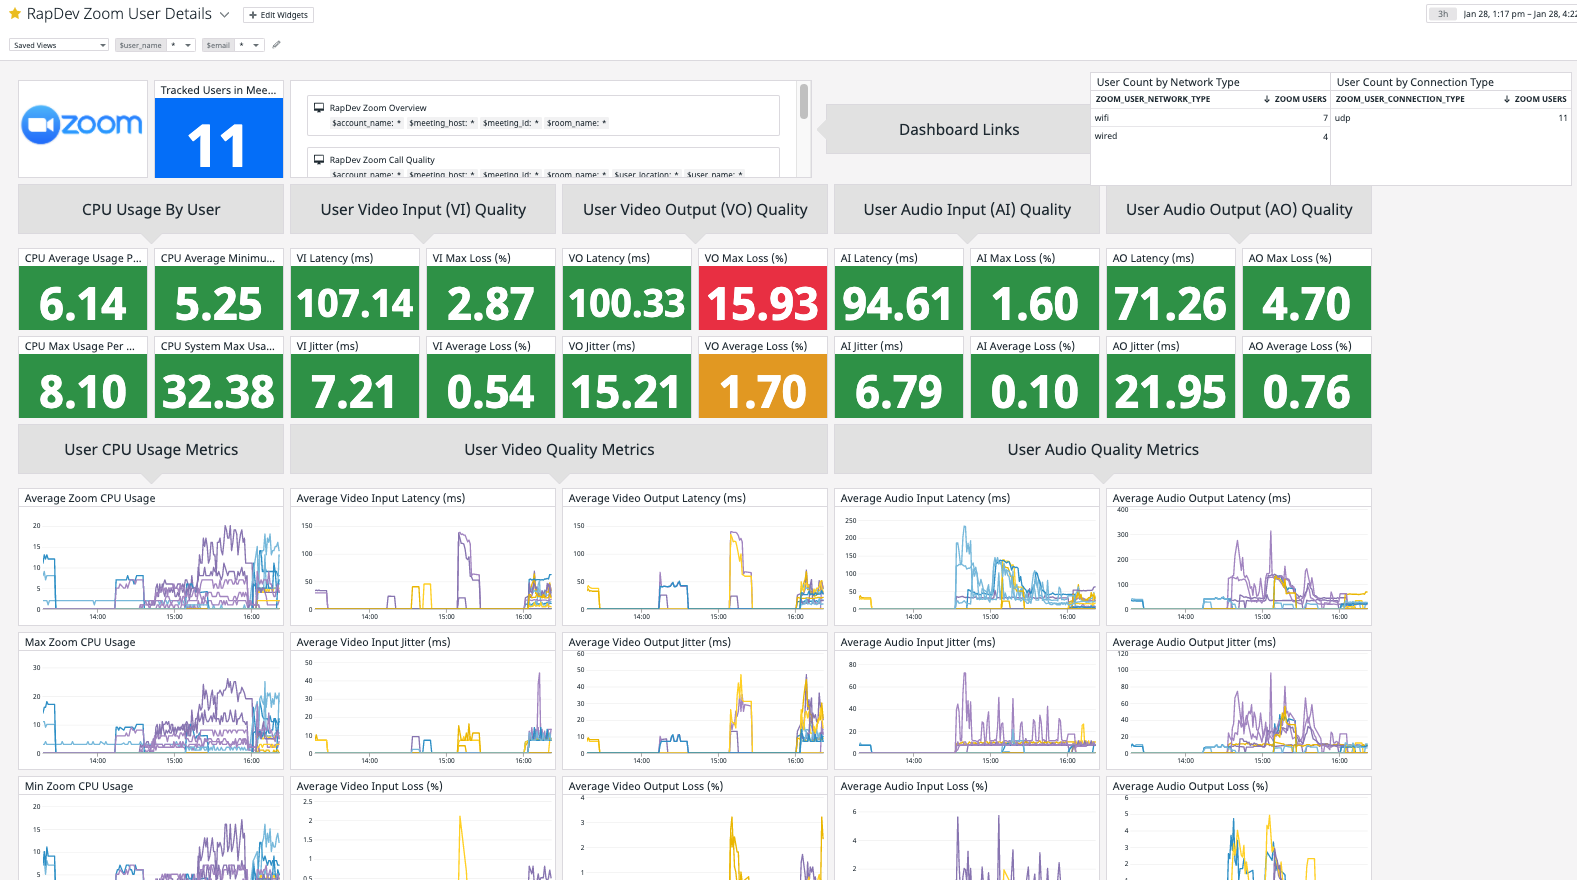 RapDev Zoom User Details
Edit Widgets
3h Jan 28, 1:17 pm – Jan 28, 4:22
Saved Views
$user_name *
$email *
zoom
Tracked Users in Mee...
11
RapDev Zoom Overview
$account_name: * $meeting_host: * $meeting_id: * $room_name: *
RapDev Zoom Call Quality
$account_name: * $meeting_host: * $meeting_id: * $room_name: * $user_location: * $user_name: *
Dashboard Links
User Count by Network Type
ZOOM_USER_NETWORK_TYPE ZOOM USERS
wifi 7
wired 4
User Count by Connection Type
ZOOM_USER_CONNECTION_TYPE ZOOM USERS
udp 11
CPU Usage By User
User Video Input (VI) Quality
User Video Output (VO) Quality
User Audio Input (AI) Quality
User Audio Output (AO) Quality
CPU Average Usage P...
6.14
CPU Average Minimu...
5.25
VI Latency (ms)
107.14
VI Max Loss (%)
2.87
VO Latency (ms)
100.33
VO Max Loss (%)
15.93
AI Latency (ms)
94.61
AI Max Loss (%)
1.60
AO Latency (ms)
71.26
AO Max Loss (%)
4.70
CPU Max Usage Per ...
8.10
CPU System Max Usa...
32.38
VI Jitter (ms)
7.21
VI Average Loss (%)
0.54
VO Jitter (ms)
15.21
VO Average Loss (%)
1.70
AI Jitter (ms)
6.79
AI Average Loss (%)
0.10
AO Jitter (ms)
21.95
AO Average Loss (%)
0.76
User CPU Usage Metrics
User Video Quality Metrics
User Audio Quality Metrics
Average Zoom CPU Usage
20
15
10
5
0
14:00 15:00 16:00
Average Video Input Latency (ms)
150
100
50
0
14:00 15:00 16:00
Average Video Output Latency (ms)
150
100
50
0
14:00 15:00 16:00
Average Audio Input Latency (ms)
250
200
150
100
50
0
14:00 15:00 16:00
Average Audio Output Latency (ms)
400
300
200
100
0
14:00 15:00 16:00
Max Zoom CPU Usage
30
20
10
0
14:00 15:00 16:00
Average Video Input Jitter (ms)
50
40
30
20
10
0
14:00 15:00 16:00
Average Video Output Jitter (ms)
60
50
40
30
20
10
0
14:00 15:00 16:00
Average Audio Input Jitter (ms)
80
60
40
20
0
14:00 15:00 16:00
Average Audio Output Jitter (ms)
120
100
80
60
40
20
0
14:00 15:00 16:00
Min Zoom CPU Usage
20
15
10
5
Average Video Input Loss (%)
2.5
2
1.5
1
0.5
Average Video Output Loss (%)
4
3
2
1
Average Audio Input Loss (%)
6
4
2
Average Audio Output Loss (%)
6
5
4
3
2
1